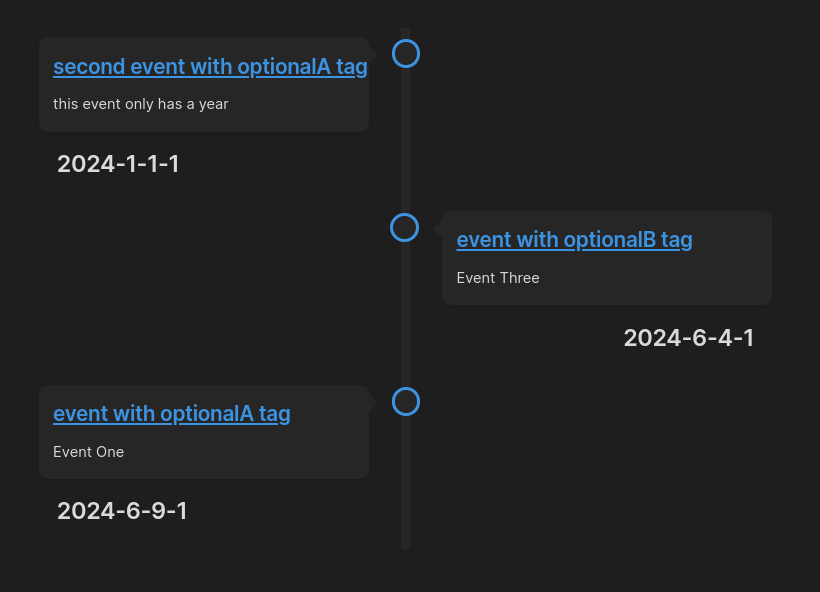 second event with optionalA tag
this event only has a year
2024-1-1-1
event with optionalB tag
Event Three
2024-6-4-1
event with optionalA tag
Event One
2024-6-9-1